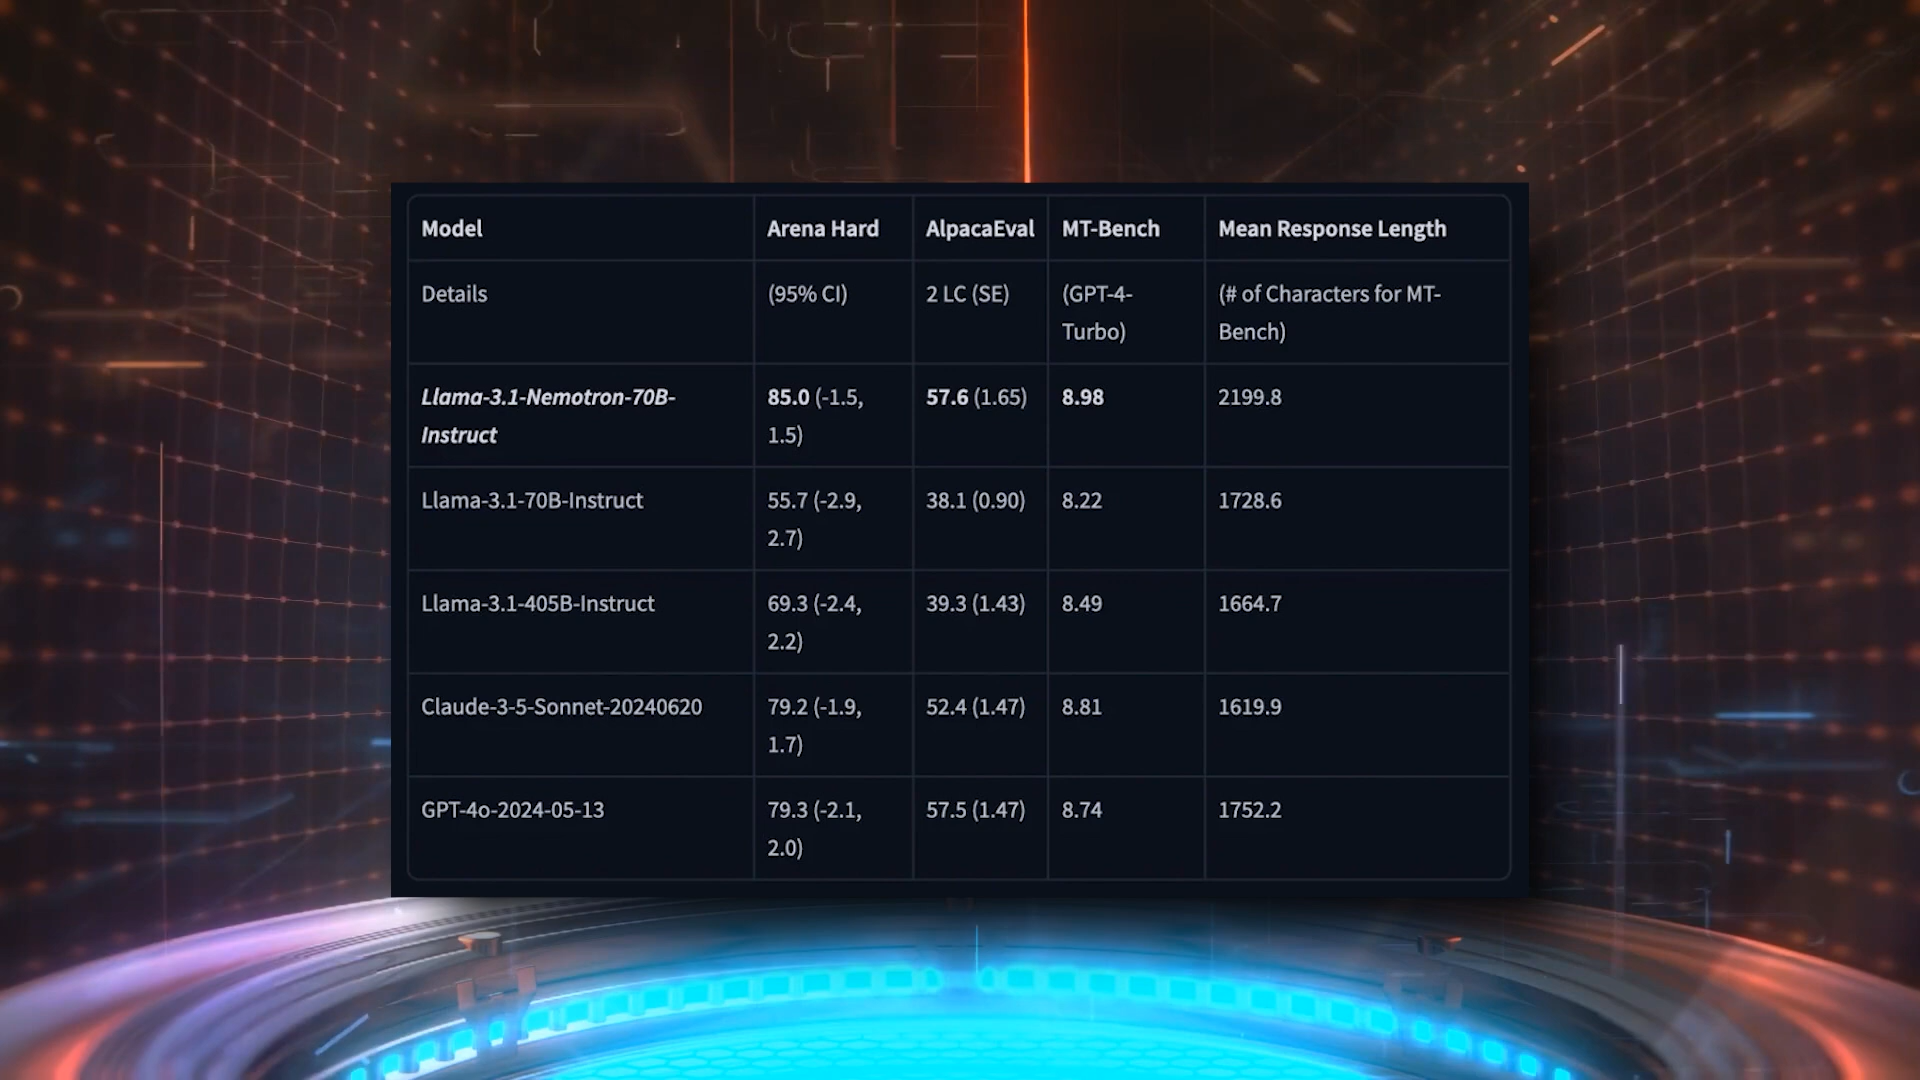 Model Arena Hard AlpacaEval MT-Bench Mean Response Length
Details (95% CI) 2 LC (SE) (GPT-4- (# of Characters for MT-
Turbo) Bench)
Llama-3.1-Nemotron-70B- 85.0 (-1.5, 57.6 (1.65) 8.98 2199.8
Instruct 1.5)
Llama-3.1-70B-Instruct 55.7 (-2.9, 38.1 (0.90) 8.22 1728.6
2.7)
Llama-3.1-405B-Instruct 69.3 (-2.4, 39.3 (1.43) 8.49 1664.7
2.2)
Claude-3-5-Sonnet-20240620 79.2 (-1.9, 52.4 (1.47) 8.81 1619.9
1.7)
GPT-4o-2024-05-13 79.3 (-2.1, 57.5 (1.47) 8.74 1752.2
2.0)